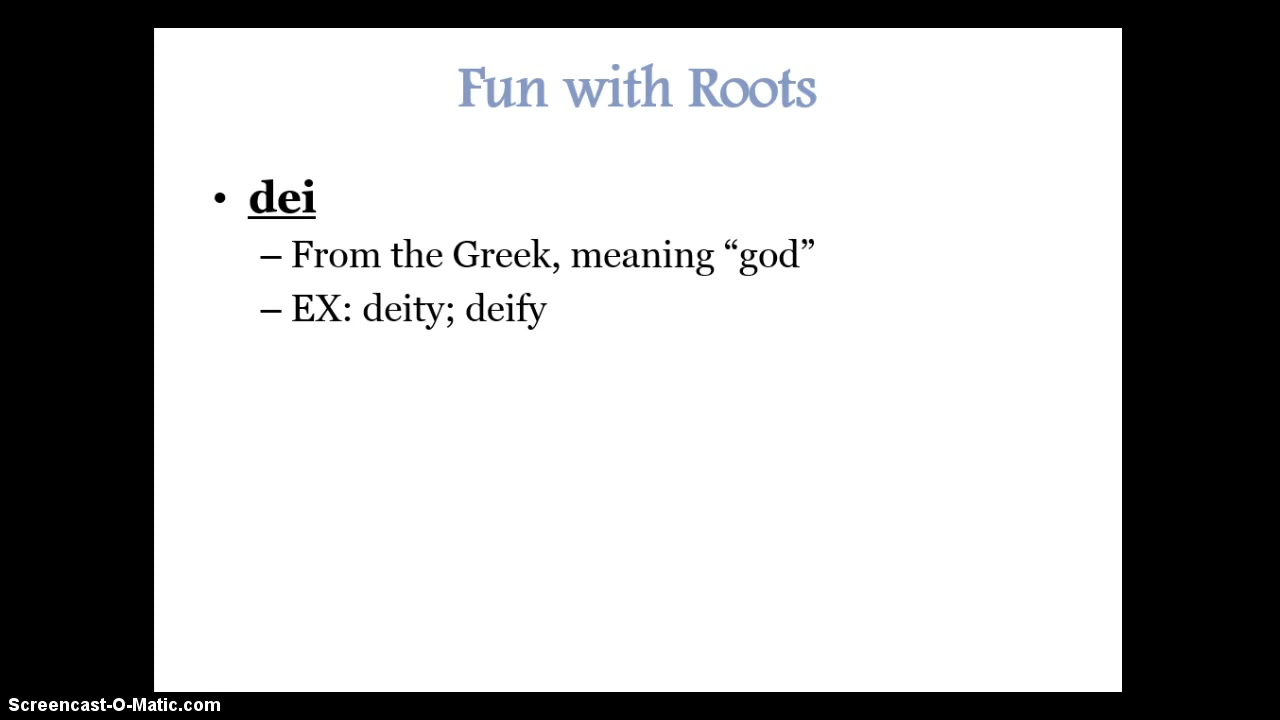 Fun with Roots
• dei
– From the Greek, meaning “god”
– EX: deity; deify
Screencast-O-Matic.com